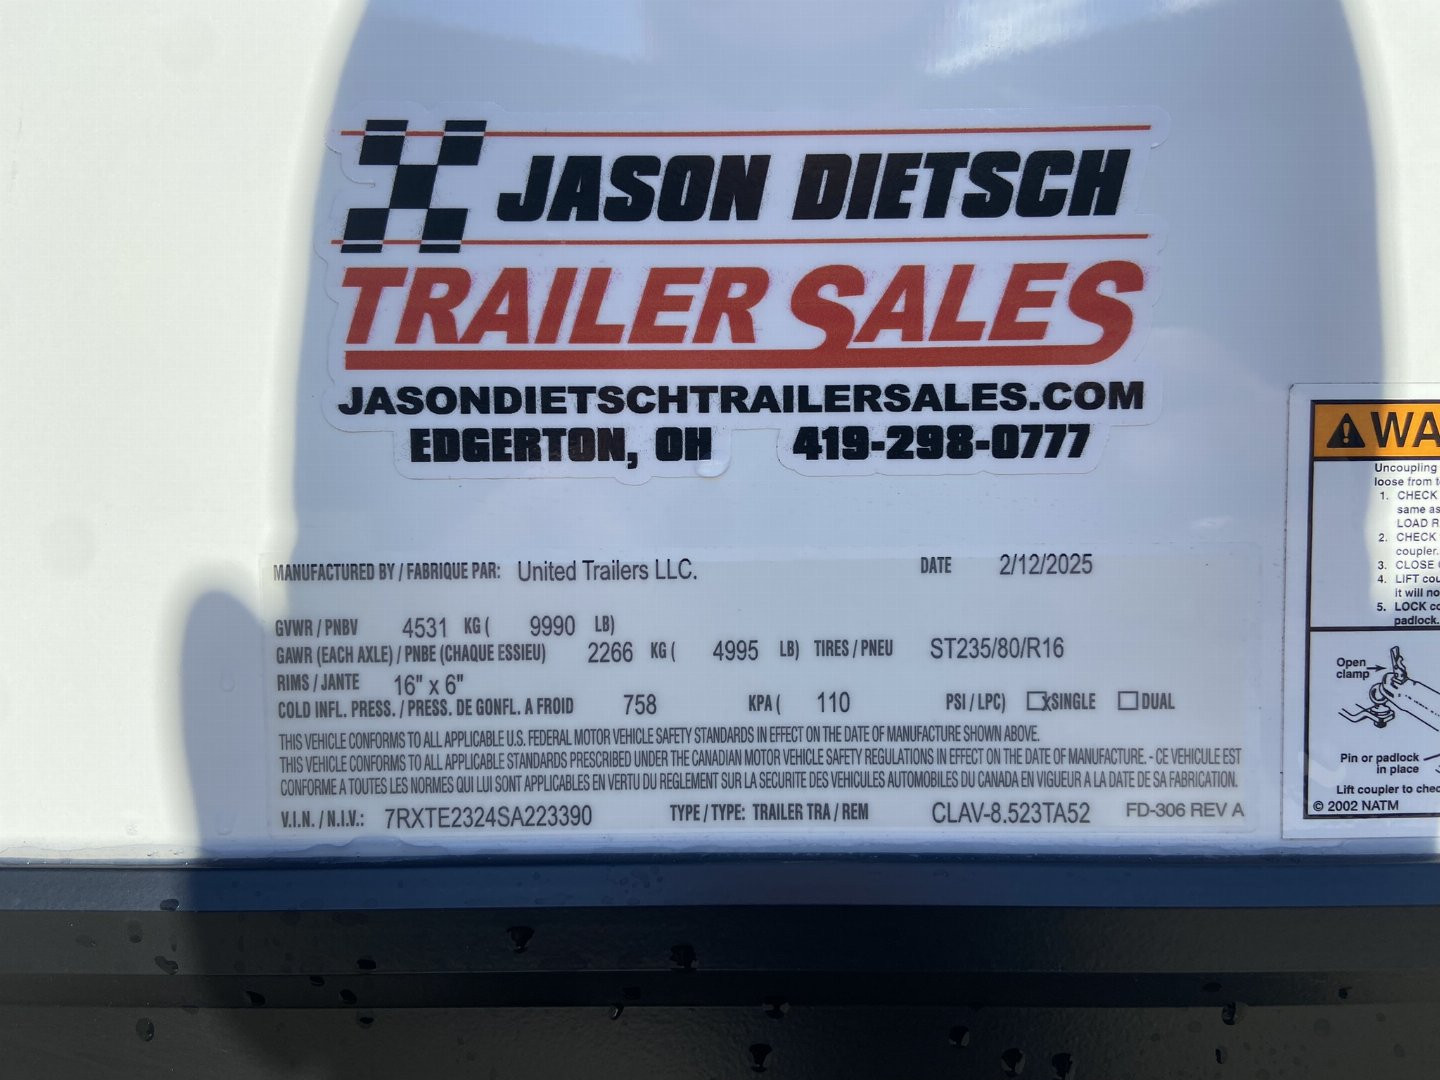 JASON DIETSCH
TRAILER SALES
JASONDIETSCHTRAILERSALES.COM
EDGERTON, OH 419-298-0777
MANUFACTURED BY / FABRIQUE PAR: United Trailers LLC. DATE 2/12/2025
GVWR / PNBV 4531 KG ( 9990 LB)
GAWR (EACH AXLE) / PNBE (CHAQUE ESSIEU) 2266 KG ( 4995 LB) TIRES / PNEU ST235/80/R16
RIMS / JANTE 16" x 6"
COLD INFL. PRESS. / PRESS. DE GONFL. A FROID 758 KPA ( 110 PSI / LPC) x SINGLE DUAL
THIS VEHICLE CONFORMS TO ALL APPLICABLE U.S. FEDERAL MOTOR VEHICLE SAFETY STANDARDS IN EFFECT ON THE DATE OF MANUFACTURE SHOWN ABOVE.
THIS VEHICLE CONFORMS TO ALL APPLICABLE STANDARDS PRESCRIBED UNDER THE CANADIAN MOTOR VEHICLE SAFETY REGULATIONS IN EFFECT ON THE DATE OF MANUFACTURE. - CE VEHICULE EST
CONFORME A TOUTES LES NORMES QUI LUI SONT APPLICABLES EN VERTU DU REGLEMENT SUR LA SECURITE DES VEHICULES AUTOMOBILES DU CANADA EN VIGUEUR A LA DATE DE SA FABRICATION.
V.I.N. / N.I.V.: 7RXTE2324SA223390 TYPE / TYPE: TRAILER TRA / REM CLAV-8.523TA52 FD-306 REV A
WA
Uncoupling
loose from
1. CHECK
same as
LOAD R
2. CHECK
coupler.
3. CLOSE
4. LIFT
it will
5. LOCK
padlock.
Open
clamp
Pin or padlock
in place
Lift coupler to
© 2002 NATM